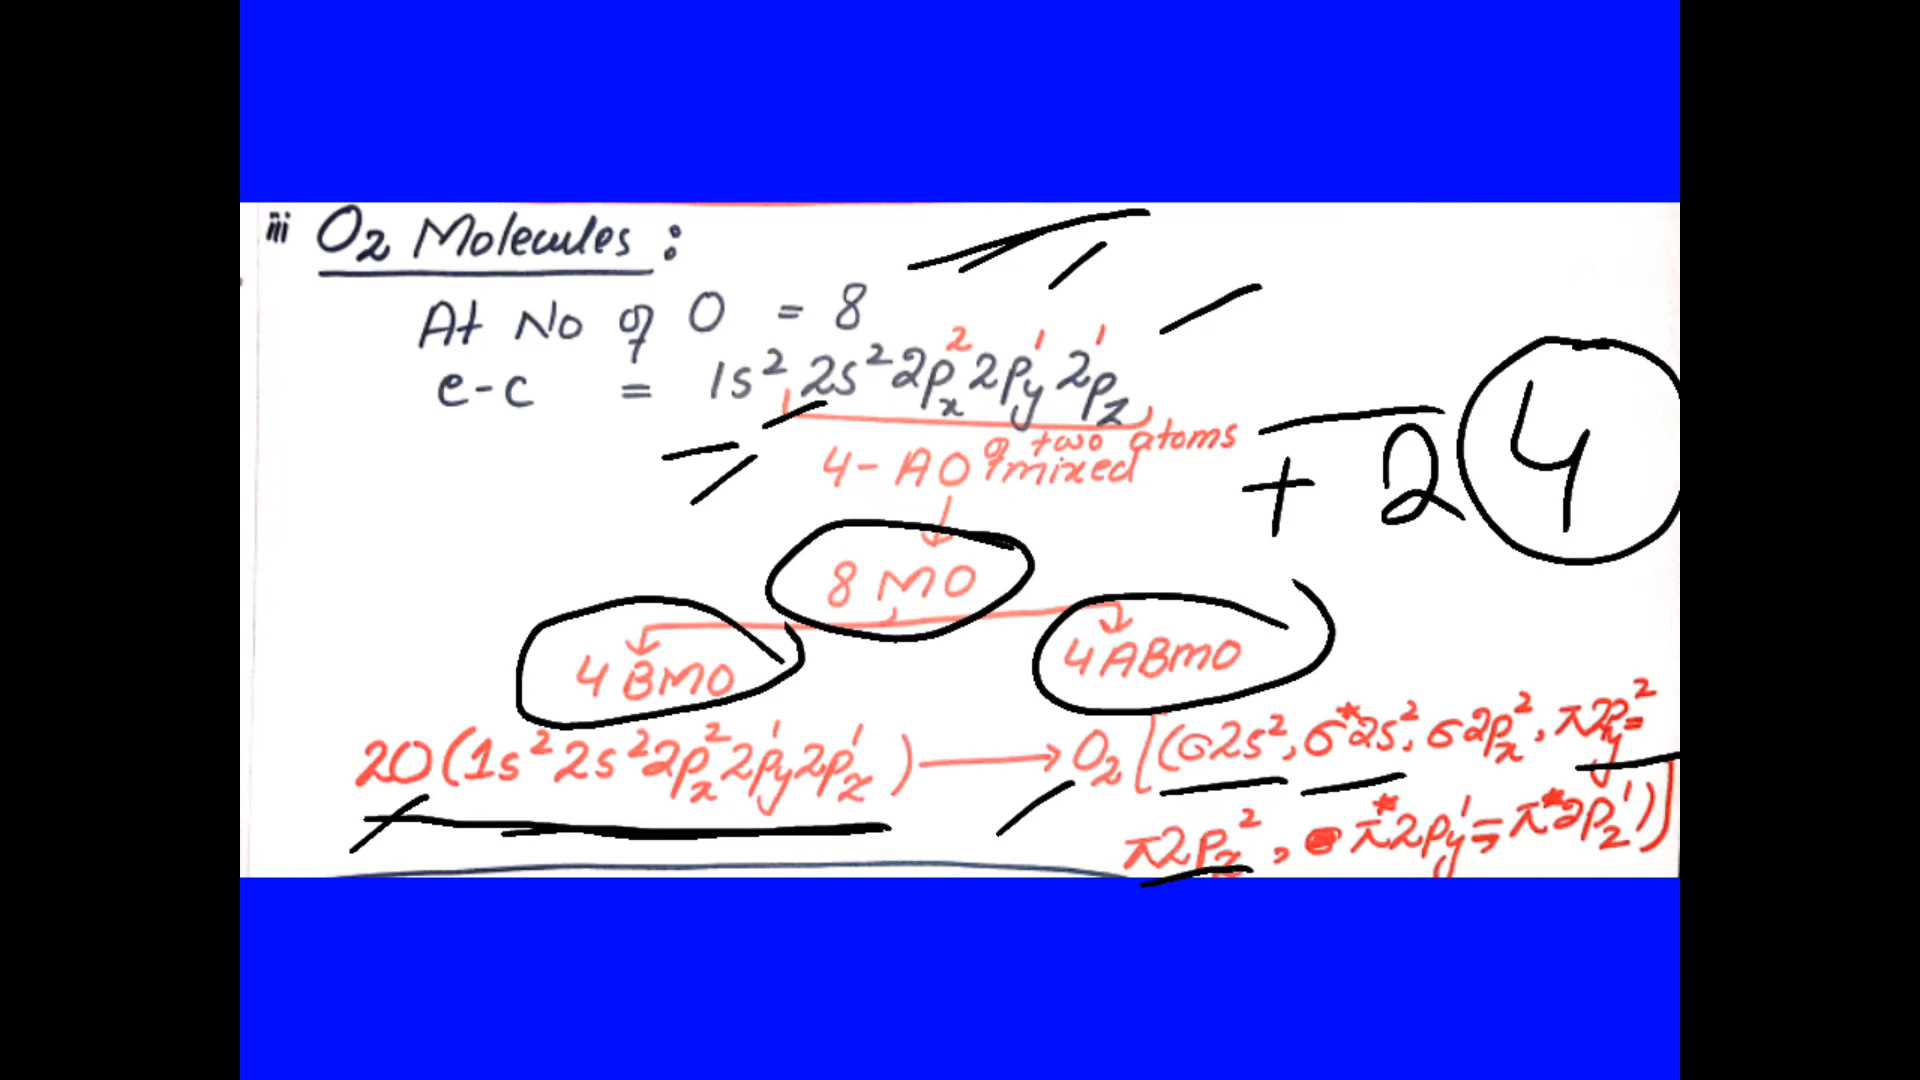 iii O2 Molecules :
At No of O = 8
e-c = 1s² 2s² 2px² 2py¹ 2pz¹
4- AO of two atoms mixed
+ 2 4
8 MO
4 BMO 4 ABMO
2O(1s² 2s² 2px² 2py¹ 2pz¹) → O2 [(σ2s², σ*2s², σ2px², π2py² =
π2pz², π*2py¹ = π*2pz¹)]